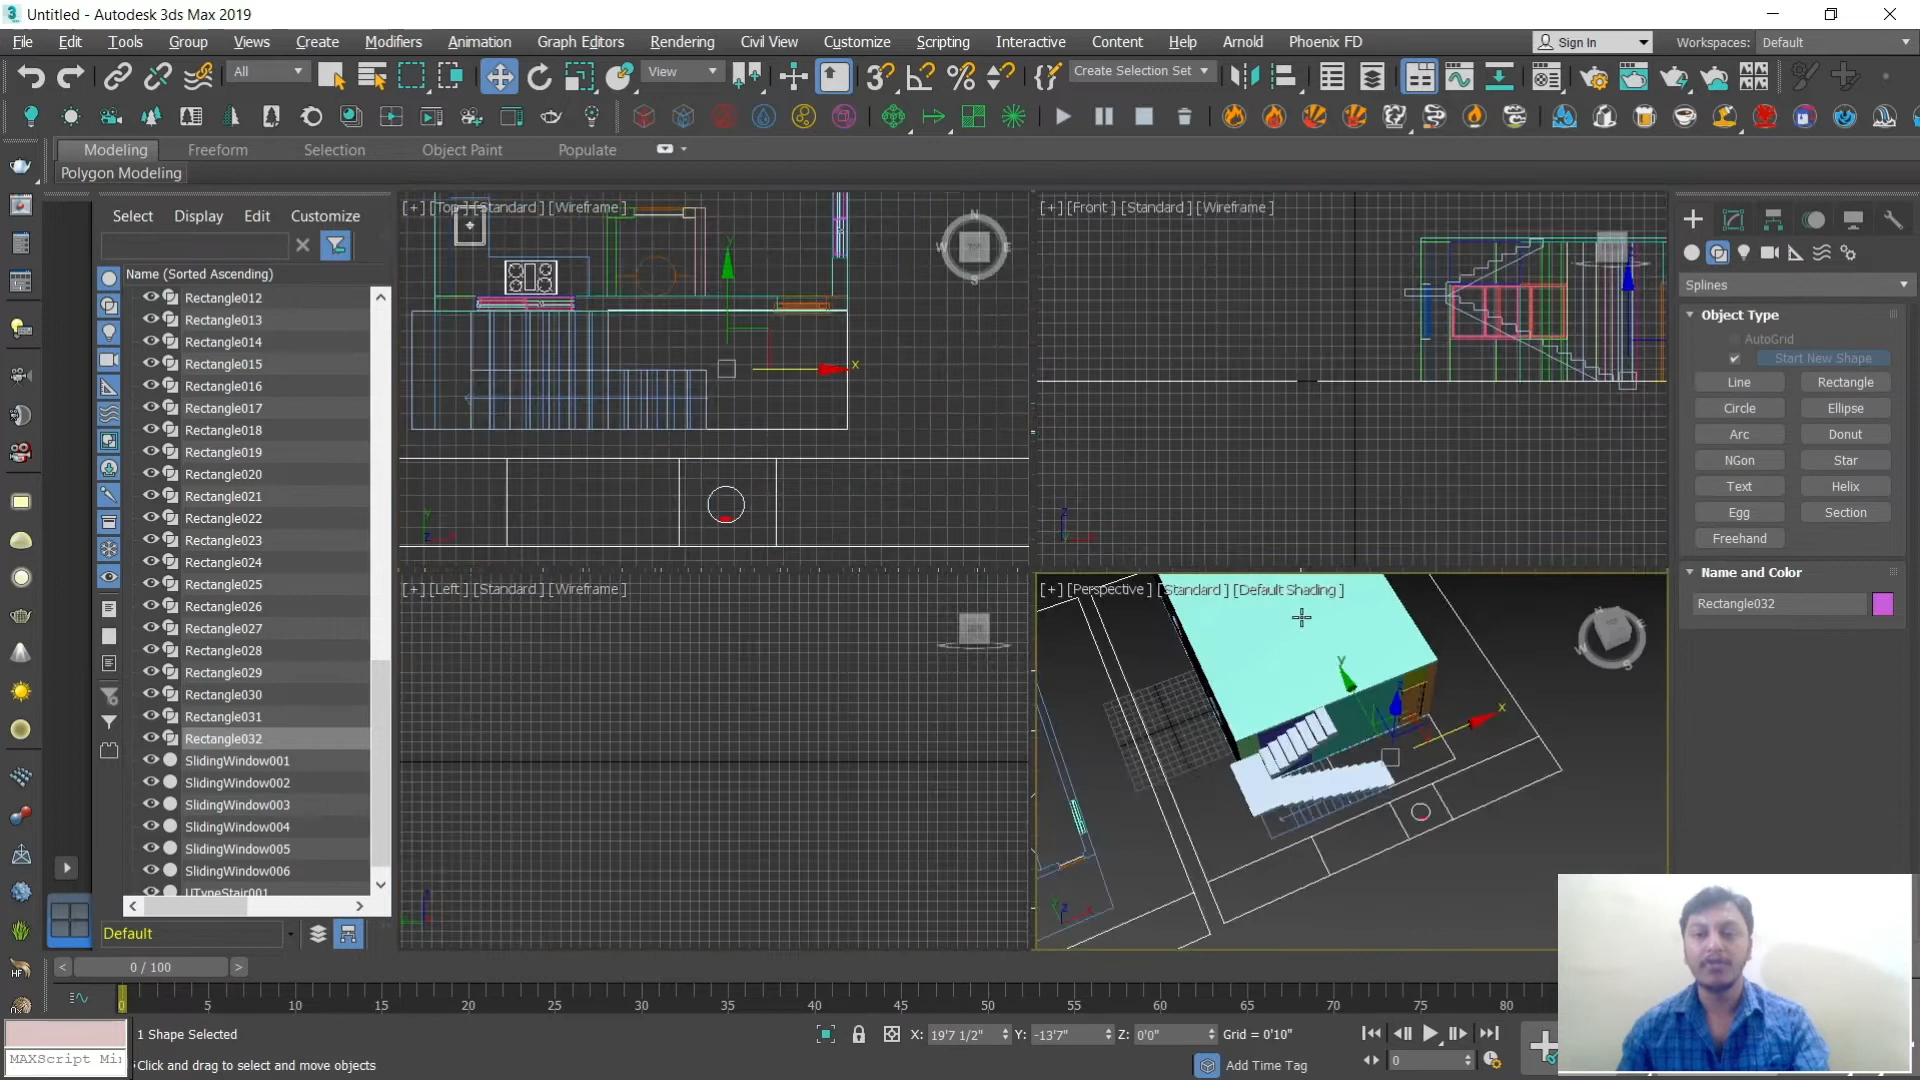 Untitled - Autodesk 3ds Max 2019
File Edit Tools Group Views Create Modifiers Animation Graph Editors Rendering Civil View Customize Scripting Interactive Content Help Arnold Phoenix FD Sign In Workspaces: Default
All View Create Selection Set
Modeling Freeform Selection Object Paint Populate
Polygon Modeling
Select Display Edit Customize
Name (Sorted Ascending)
Rectangle012
Rectangle013
Rectangle014
Rectangle015
Rectangle016
Rectangle017
Rectangle018
Rectangle019
Rectangle020
Rectangle021
Rectangle022
Rectangle023
Rectangle024
Rectangle025
Rectangle026
Rectangle027
Rectangle028
Rectangle029
Rectangle030
Rectangle031
Rectangle032
SlidingWindow001
SlidingWindow002
SlidingWindow003
SlidingWindow004
SlidingWindow005
SlidingWindow006
UTypeStair001
Default
[+] [Top] [Standard] [Wireframe]
[+] [Front] [Standard] [Wireframe]
[+] [Left] [Standard] [Wireframe]
[+] [Perspective] [Standard] [Default Shading]
Splines
Object Type
AutoGrid
Start New Shape
Line Rectangle
Circle Ellipse
Arc Donut
NGon Star
Text Helix
Egg Section
Freehand
Name and Color
Rectangle032
0 / 100
0 5 10 15 20 25 30 35 40 45 50 55 60 65 70 75 80
1 Shape Selected
X: 19'7 1/2" Y: -13'7" Z: 0'0" Grid = 0'10"
MAXScript Mi
Click and drag to select and move objects
Add Time Tag
0